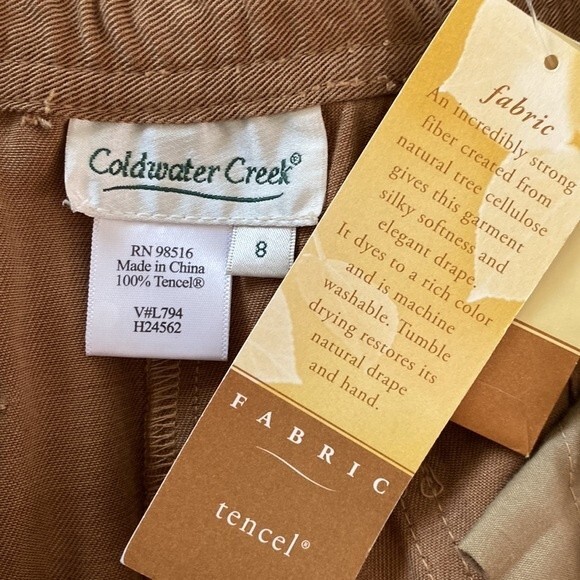 Coldwater Creek®
8
RN 98516
Made in China
100% Tencel®
V#L794
H24562
fabric
An incredibly strong
fiber created from
natural tree cellulose
gives this garment
silky softness and
elegant drape.
It dyes to a rich color
and is machine
washable. Tumble
drying restores its
natural drape
and hand.
FABRIC
tencel®